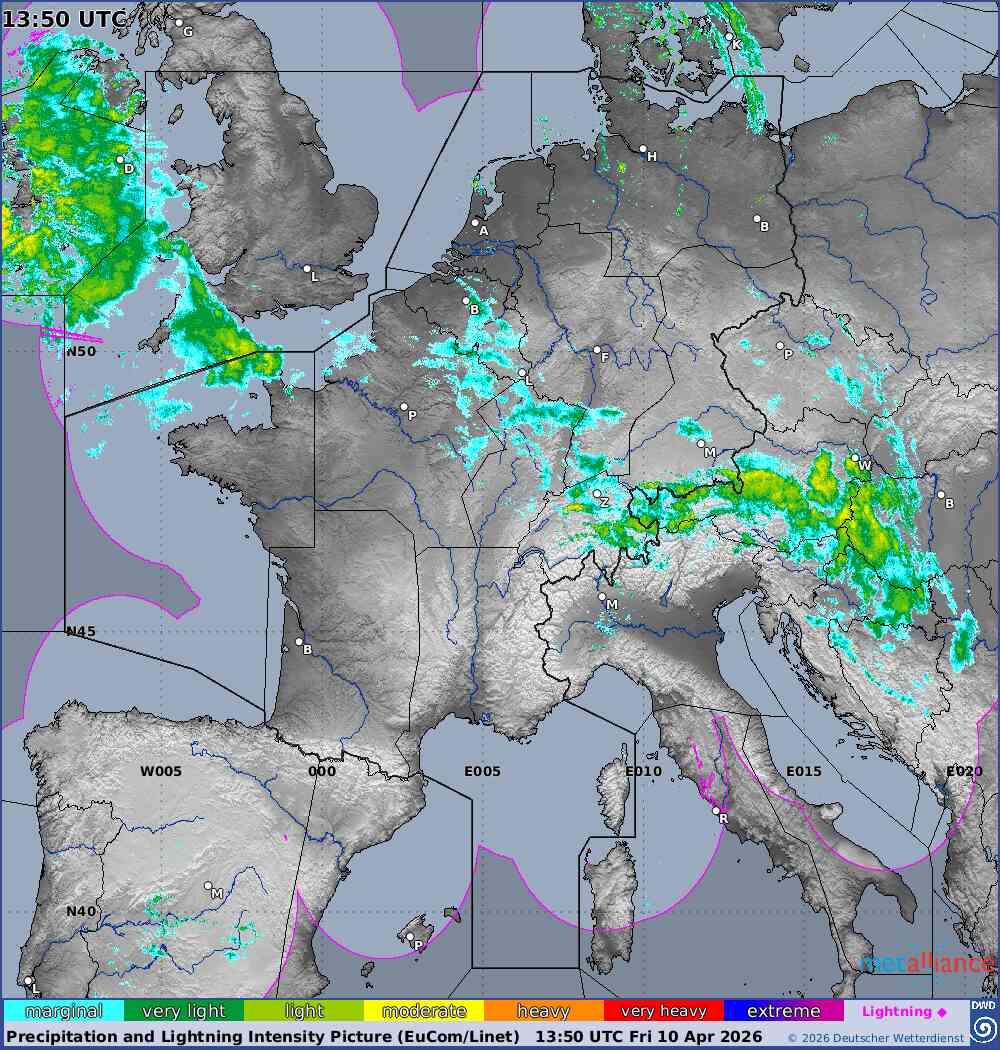 13:50 UTC
G
K
D
H
A
B
L
B
N50
F
P
L
P
M
W
Z
B
M
N45
B
W005
000
E005
E010
E015
E020
R
M
N40
P
metalliance
L
marginal very light light moderate heavy very heavy extreme Lightning ◆ DWD
Precipitation and Lightning Intensity Picture (EuCom/Linet) 13:50 UTC Fri 10 Apr 2026 © 2026 Deutscher Wetterdienst